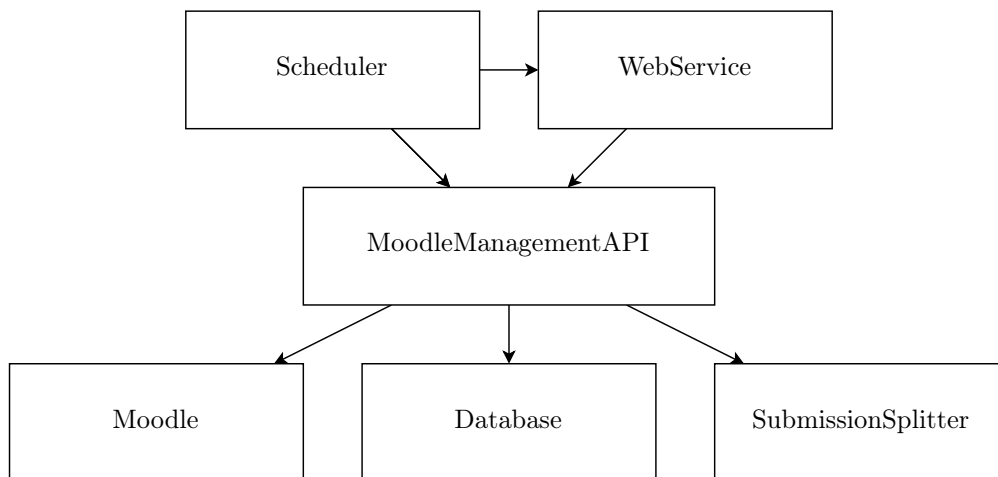 Scheduler
WebService
MoodleManagementAPI
Moodle
Database
SubmissionSplitter